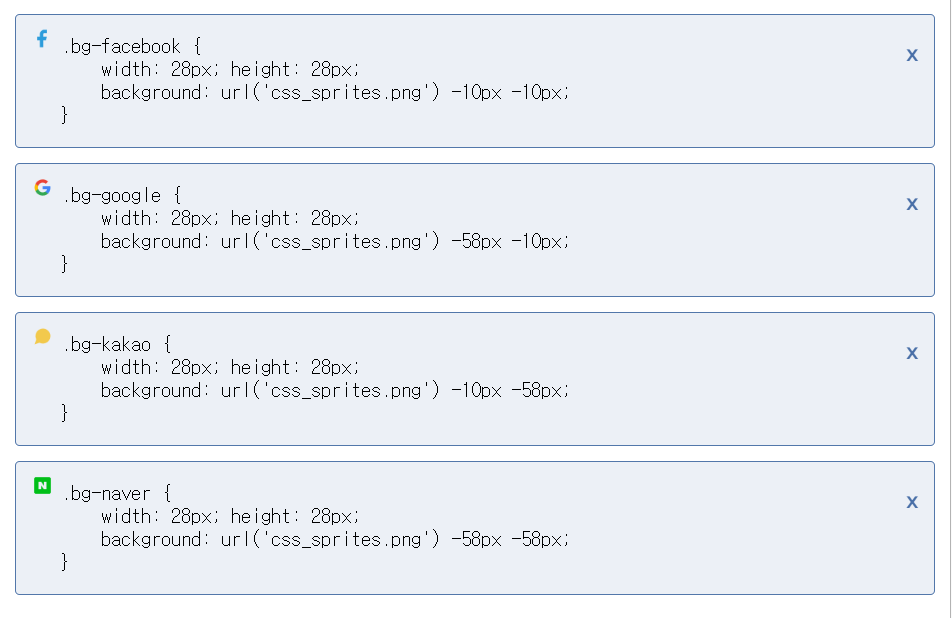 .bg-facebook {
X
width: 28px; height: 28px;
background: url('css_sprites.png') -10px -10px;
}
.bg-google {
X
width: 28px; height: 28px;
background: url('css_sprites.png') -58px -10px;
}
.bg-kakao {
X
width: 28px; height: 28px;
background: url('css_sprites.png') -10px -58px;
}
N
.bg-naver {
X
width: 28px; height: 28px;
background: url('css_sprites.png') -58px -58px;
}